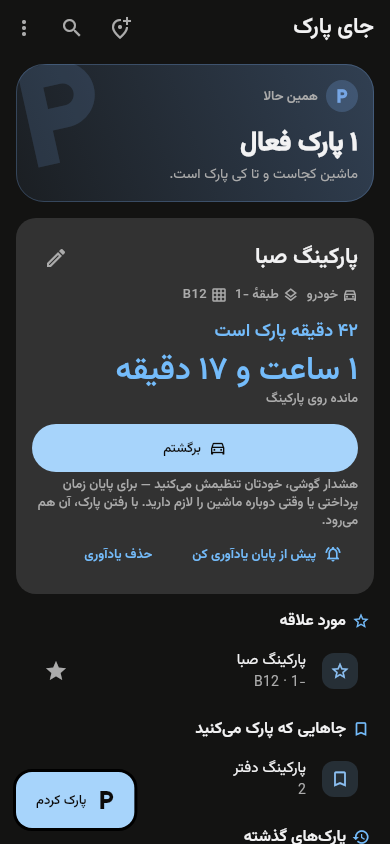 جای پارک
P همین حالا
۱ پارک فعال
ماشین کجاست و تا کی پارک است.
پارکینگ صبا
خودرو طبقهٔ -1 B12
۴۲ دقیقه پارک است
۱ ساعت و ۱۷ دقیقه
مانده روی پارکینگ
برگشتم
هشدار گوشی، خودتان تنظیمش می‌کنید — برای پایان زمان
پرداختی یا وقتی دوباره ماشین را لازم دارید. با رفتن پارک، آن هم
می‌رود.
پیش از پایان یادآوری کن حذف یادآوری
مورد علاقه
پارکینگ صبا
-1 · B12
جاهایی که پارک می‌کنید
پارکینگ دفتر
2
P پارک کردم
پارک‌های گذشته